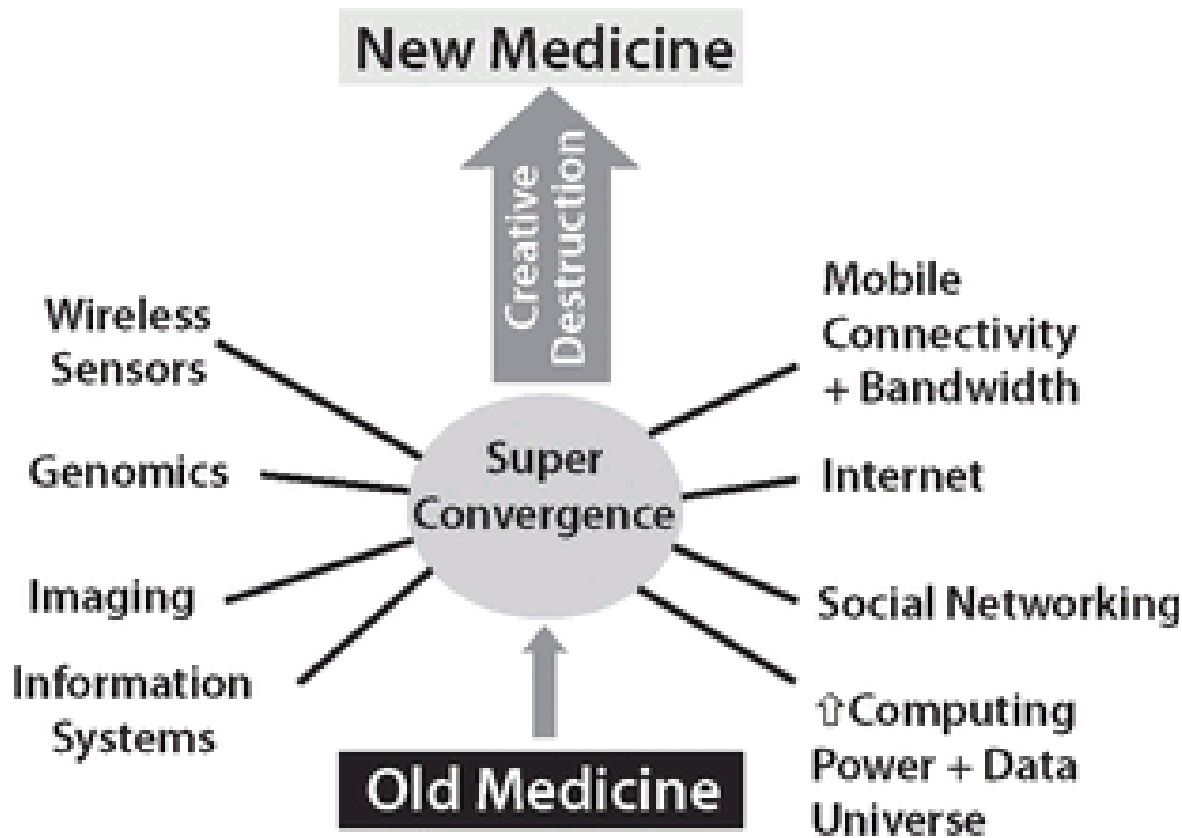 New Medicine
Creative
Destruction
Wireless
Sensors
Genomics
Imaging
Information
Systems
Super
Convergence
Mobile
Connectivity
+ Bandwidth
Internet
Social Networking
⇧Computing
Power + Data
Universe
Old Medicine